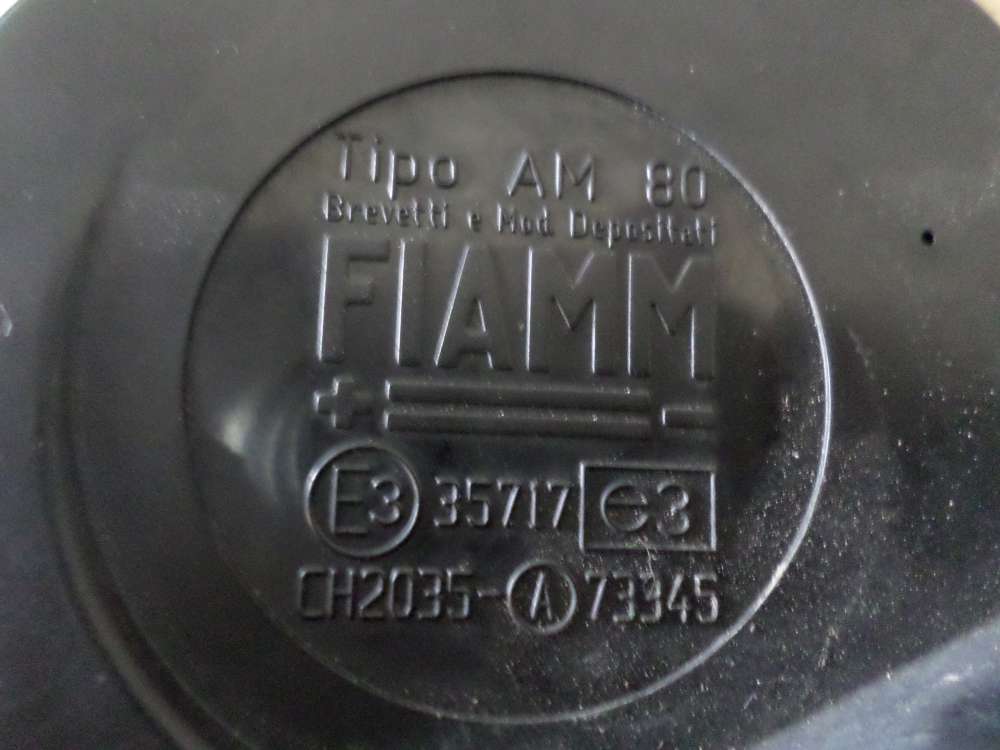 Tipo AM 80
Brevetti e Mod. Depositati
FIAMM
+ -
E3 35717 e3
CH2035-A 73345